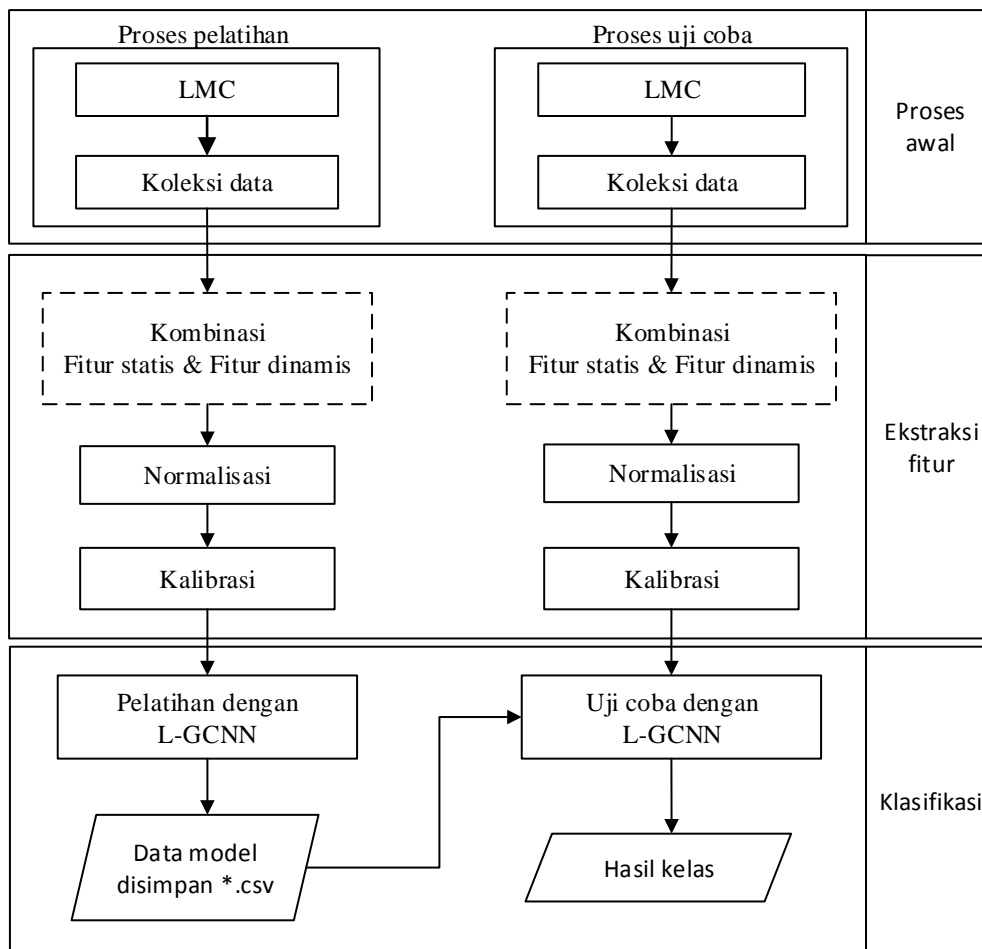 Proses pelatihan
LMC
Koleksi data
Proses uji coba
LMC
Koleksi data
Proses
awal
Kombinasi
Fitur statis & Fitur dinamis
Normalisasi
Kalibrasi
Kombinasi
Fitur statis & Fitur dinamis
Normalisasi
Kalibrasi
Ekstraksi
fitur
Pelatihan dengan
L-GCNN
Data model
disimpan *.csv
Uji coba dengan
L-GCNN
Hasil kelas
Klasifikasi